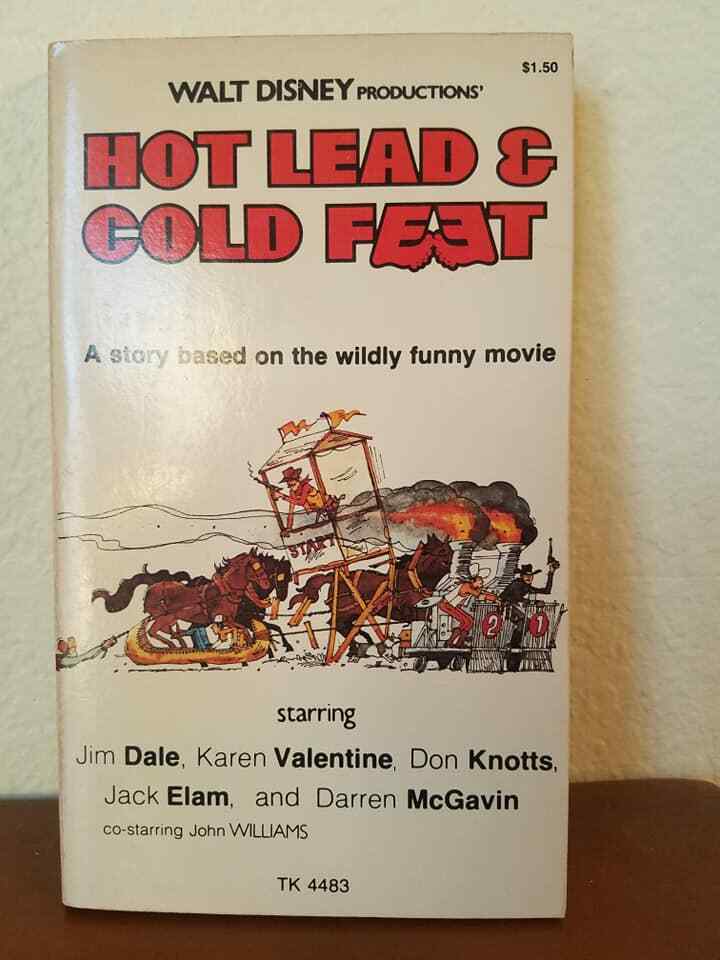 $1.50
WALT DISNEY PRODUCTIONS'
HOT LEAD &
COLD FEET
A story based on the wildly funny movie
START
2 1
starring
Jim Dale, Karen Valentine, Don Knotts,
Jack Elam, and Darren McGavin
co-starring John WILLIAMS
TK 4483